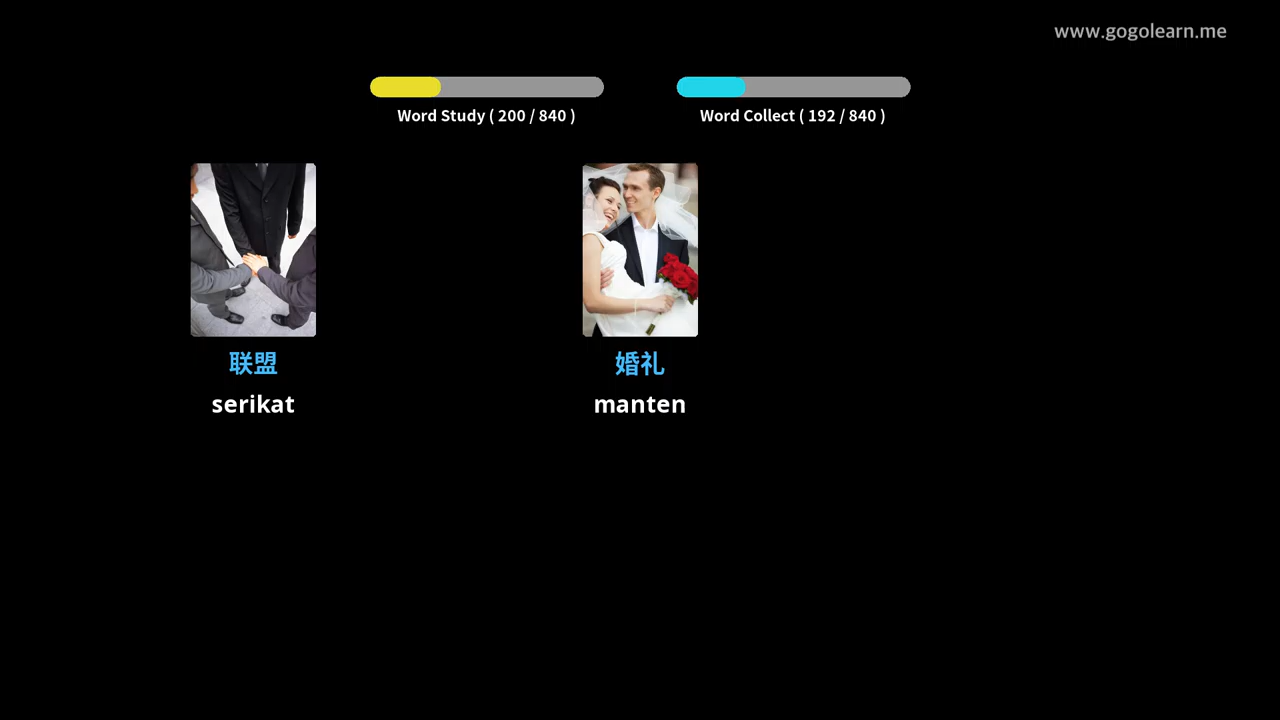 www.gogolearn.me
Word Study ( 200 / 840 )
Word Collect ( 192 / 840 )
联盟
serikat
婚礼
manten